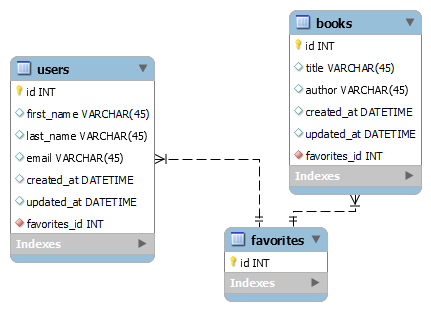 users
id INT
first_name VARCHAR(45)
last_name VARCHAR(45)
email VARCHAR(45)
created_at DATETIME
updated_at DATETIME
favorites_id INT
Indexes
books
id INT
title VARCHAR(45)
author VARCHAR(45)
created_at DATETIME
updated_at DATETIME
favorites_id INT
Indexes
favorites
id INT
Indexes